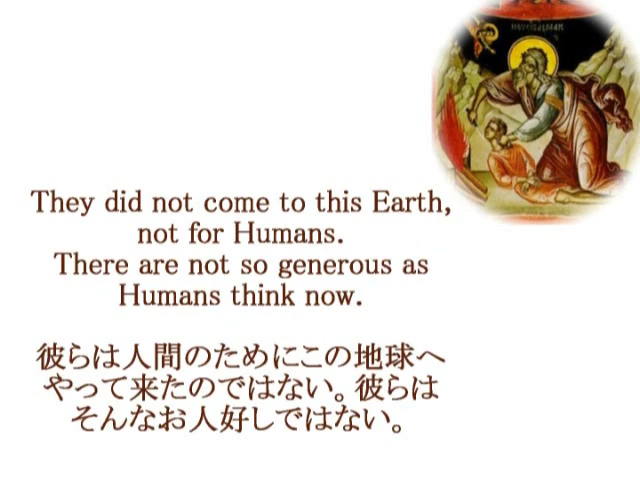 They did not come to this Earth,
not for Humans.
There are not so generous as
Humans think now.
彼らは人間のためにこの地球へ
やって来たのではない。彼らは
そんなお人好しではない。